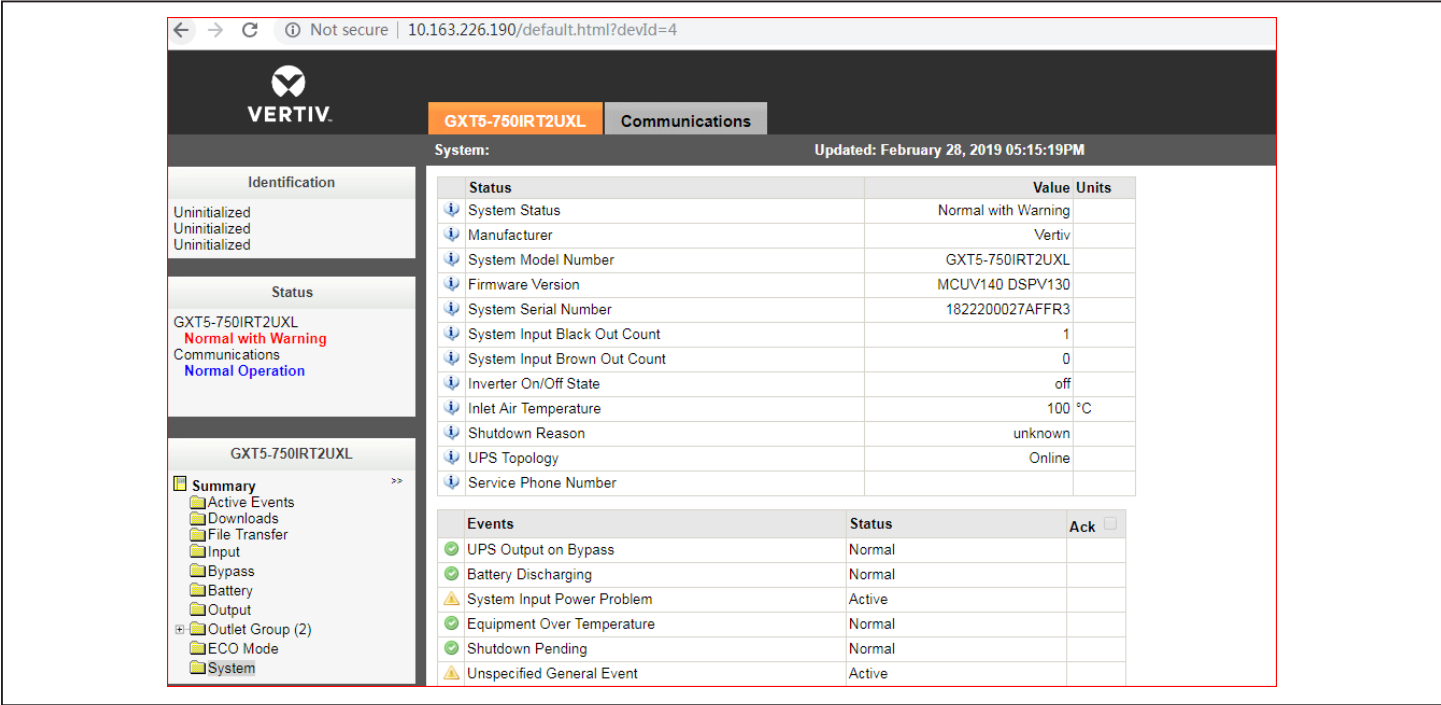 Not secure | 10.163.226.190/default.html?devId=4
VERTIV.
GXT5-750IRT2UXL Communications
System: Updated: February 28, 2019 05:15:19PM
Identification
Uninitialized
Uninitialized
Uninitialized
Status
GXT5-750IRT2UXL
Normal with Warning
Communications
Normal Operation
GXT5-750IRT2UXL
Summary >>
Active Events
Downloads
File Transfer
Input
Bypass
Battery
Output
Outlet Group (2)
ECO Mode
System
Status Value Units
System Status Normal with Warning
Manufacturer Vertiv
System Model Number GXT5-750IRT2UXL
Firmware Version MCUV140 DSPV130
System Serial Number 1822200027AFFR3
System Input Black Out Count 1
System Input Brown Out Count 0
Inverter On/Off State off
Inlet Air Temperature 100 °C
Shutdown Reason unknown
UPS Topology Online
Service Phone Number
Events Status Ack
UPS Output on Bypass Normal
Battery Discharging Normal
System Input Power Problem Active
Equipment Over Temperature Normal
Shutdown Pending Normal
Unspecified General Event Active